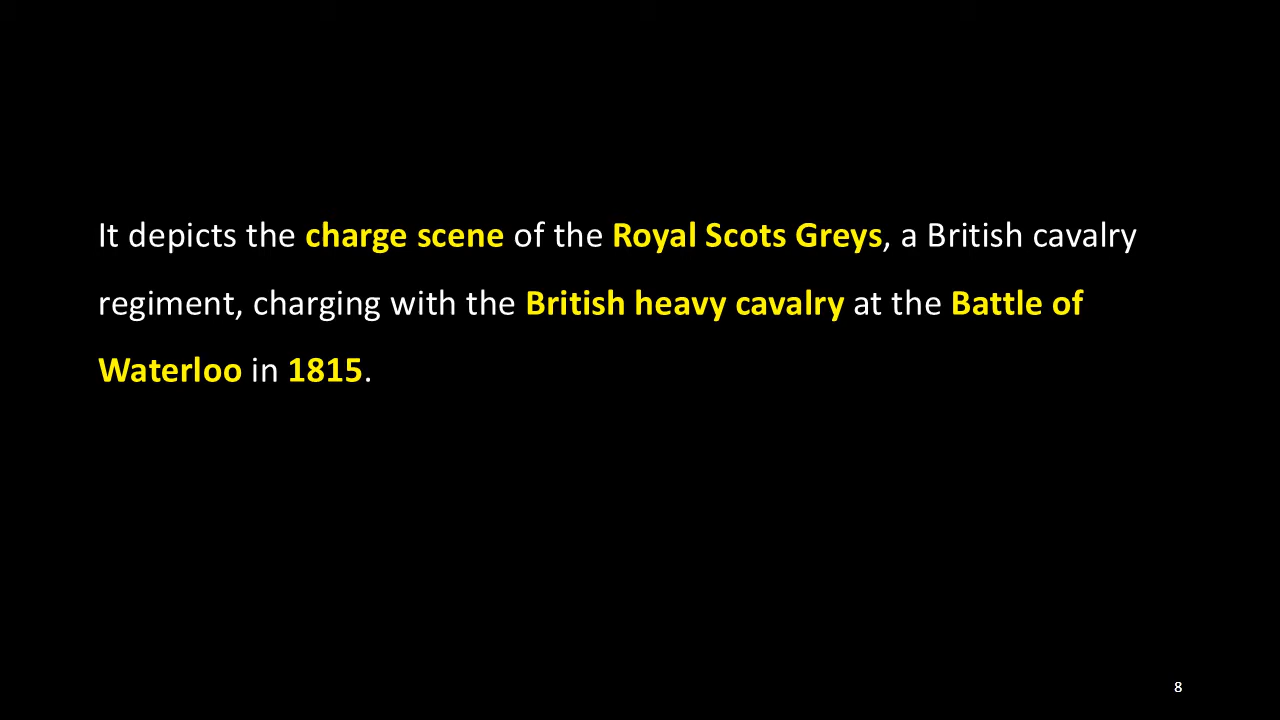 It depicts the charge scene of the Royal Scots Greys, a British cavalry
regiment, charging with the British heavy cavalry at the Battle of
Waterloo in 1815.
8